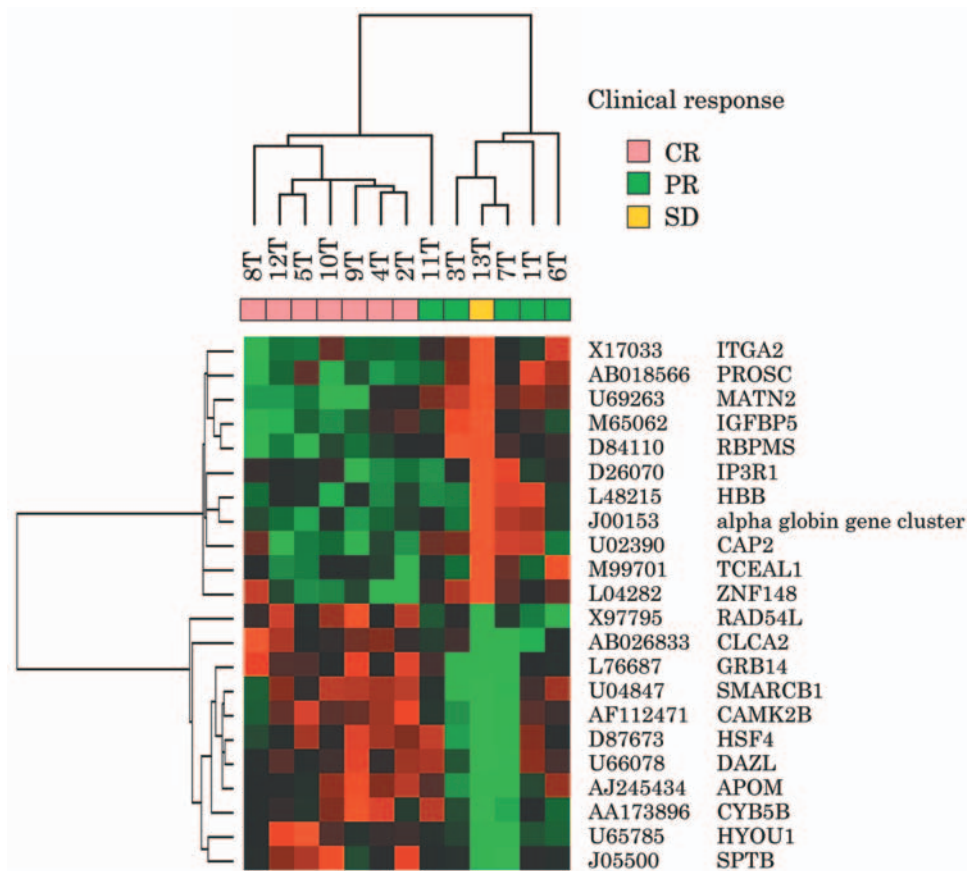 Clinical response
CR
PR
SD
8T 12T 5T 10T 9T 4T 2T 11T 3T 13T 7T 1T 6T
X17033 ITGA2
AB018566 PROSC
U69263 MATN2
M65062 IGFBP5
D84110 RBPMS
D26070 IP3R1
L48215 HBB
J00153 alpha globin gene cluster
U02390 CAP2
M99701 TCEAL1
L04282 ZNF148
X97795 RAD54L
AB026833 CLCA2
L76687 GRB14
U04847 SMARCB1
AF112471 CAMK2B
D87673 HSF4
U66078 DAZL
AJ245434 APOM
AA173896 CYB5B
U65785 HYOU1
J05500 SPTB